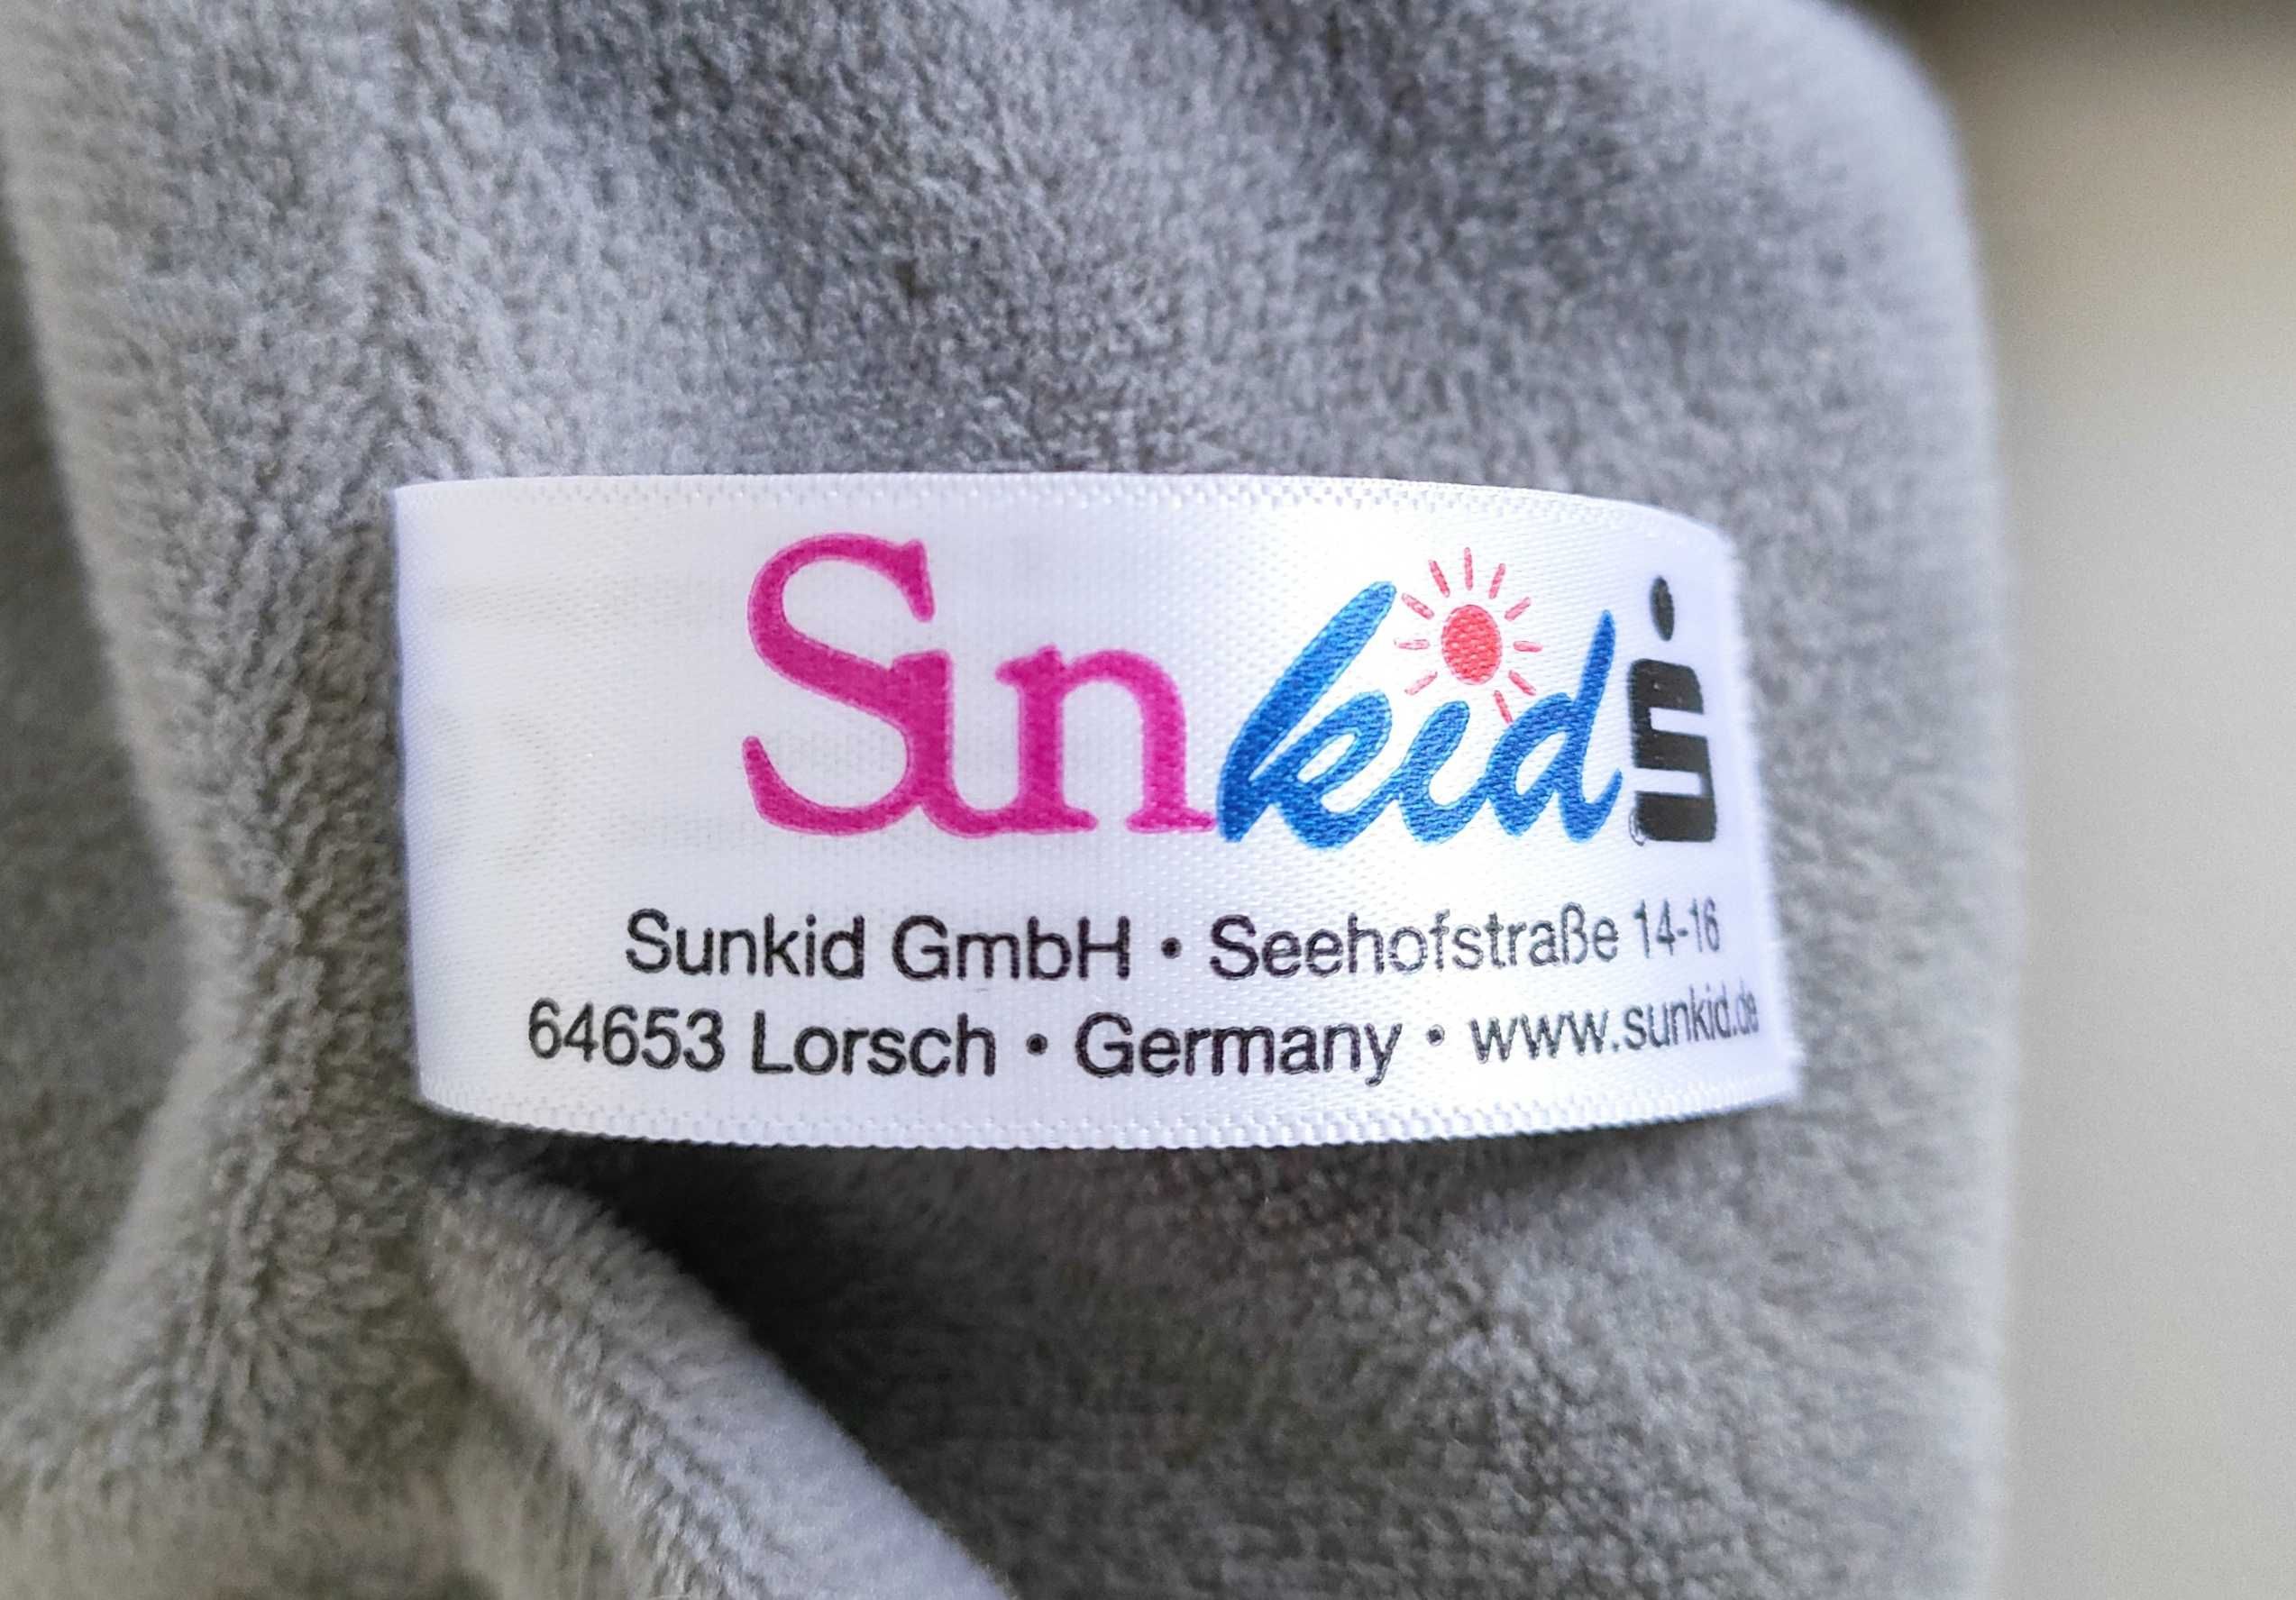 Sunkid
Sunkid GmbH • Seehofstraße 14-16
64653 Lorsch • Germany • www.sunkid.de